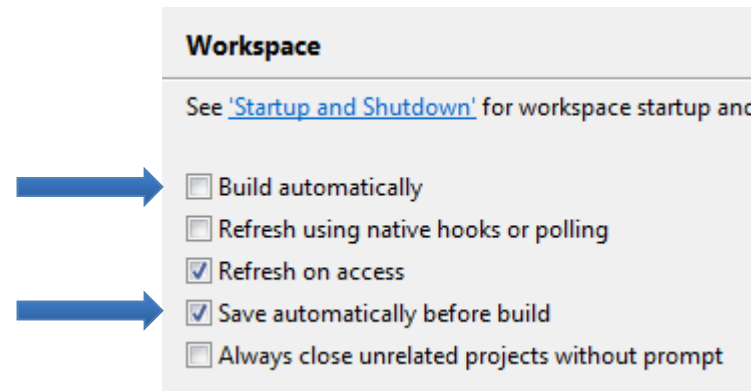 Workspace
See 'Startup and Shutdown' for workspace startup and
Build automatically
Refresh using native hooks or polling
Refresh on access
Save automatically before build
Always close unrelated projects without prompt